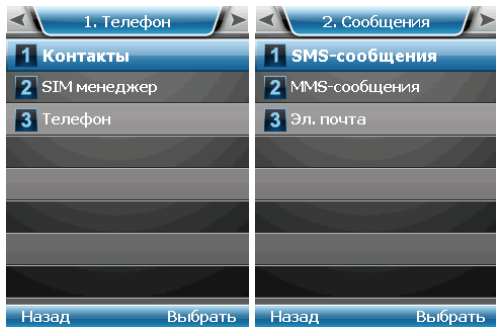 1. Телефон
1 Контакты
2 SIM менеджер
3 Телефон
Назад Выбрать
2. Сообщения
1 SMS-сообщения
2 MMS-сообщения
3 Эл. почта
Назад Выбрать